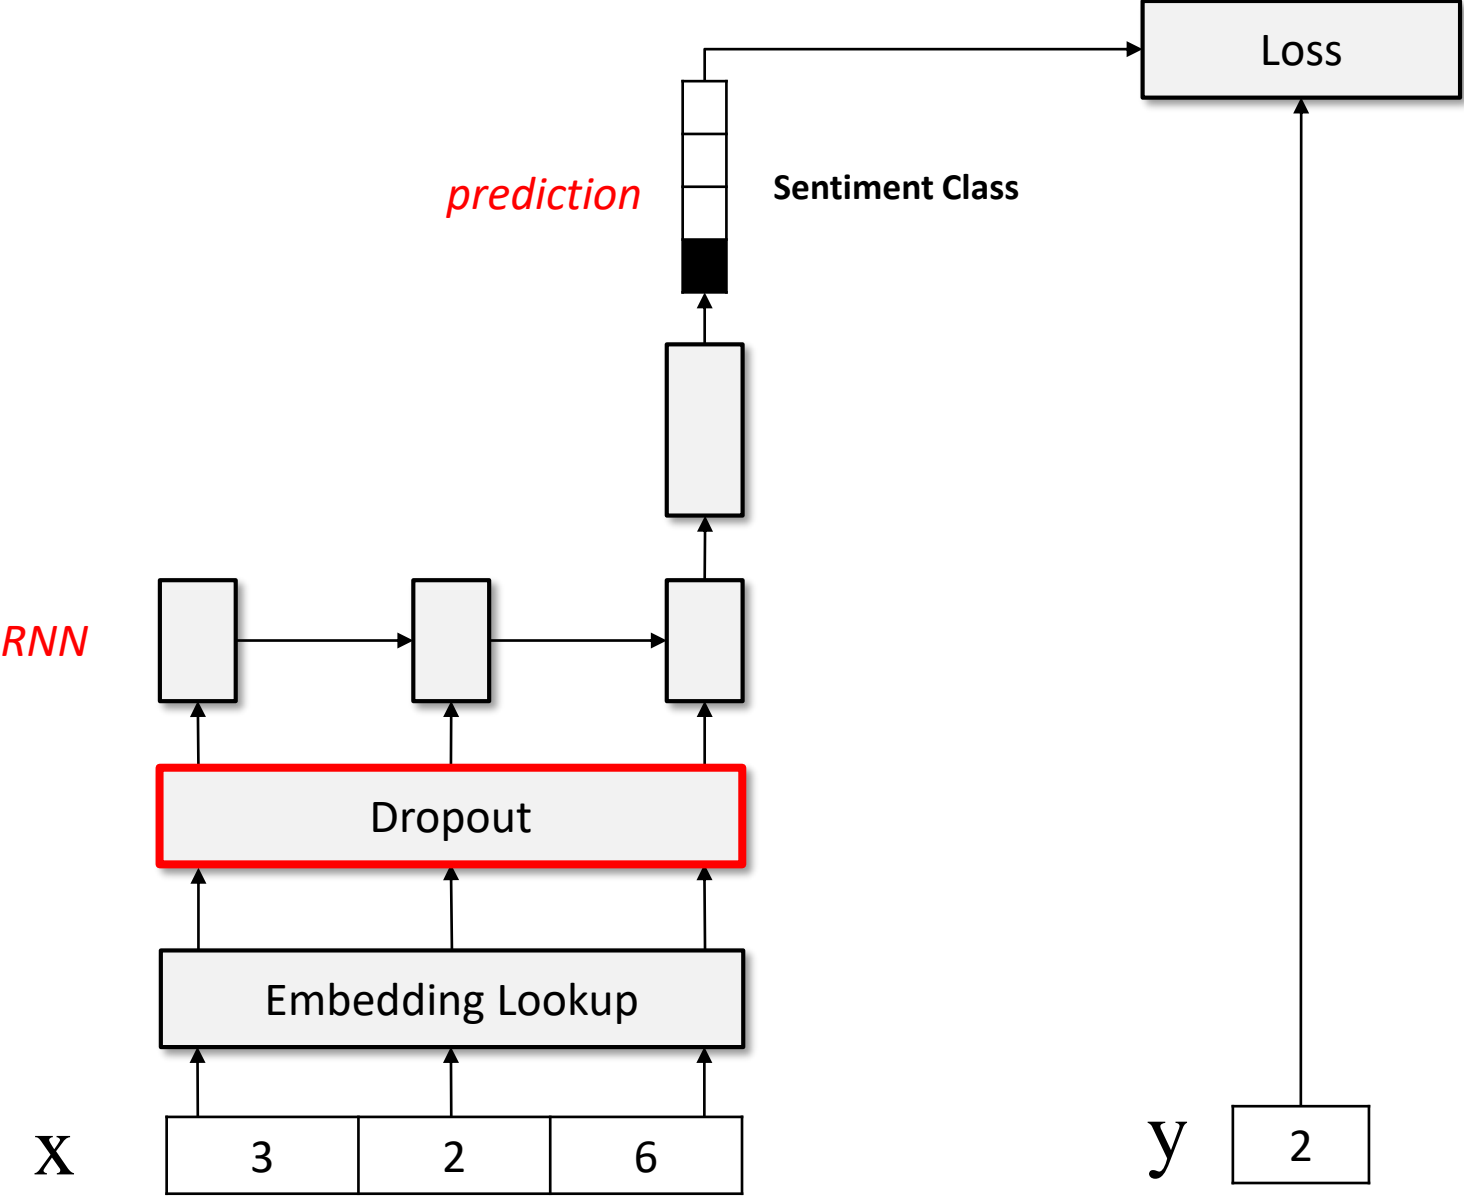 Loss
prediction
Sentiment Class
RNN
Dropout
Embedding Lookup
x 3 2 6
y 2